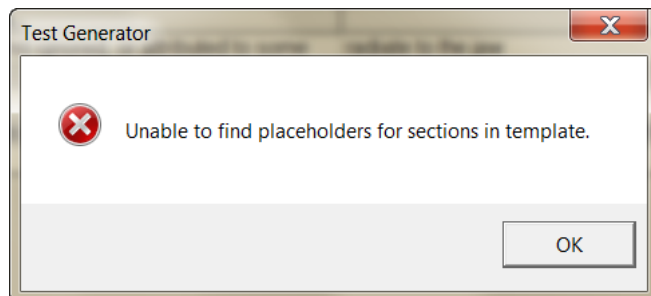 Test Generator
Unable to find placeholders for sections in template.
OK